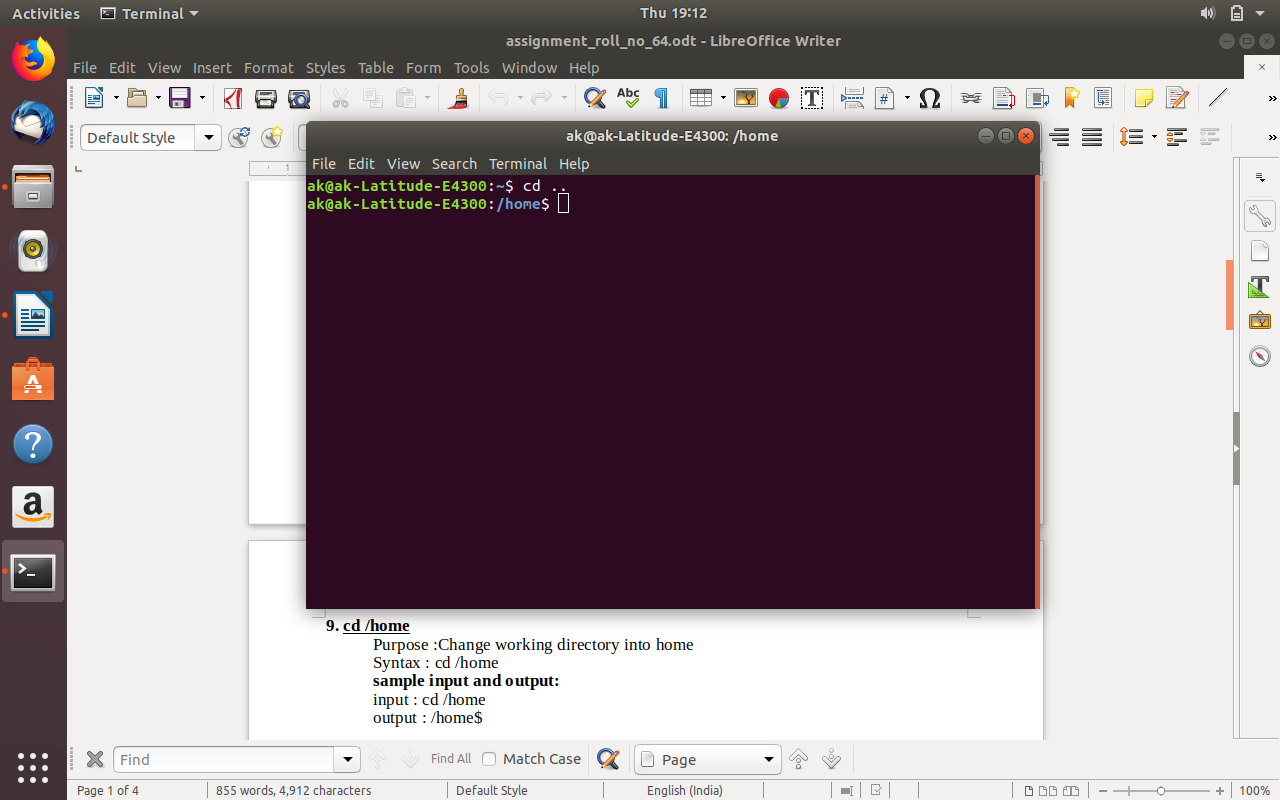 Activities Terminal Thu 19:12
assignment_roll_no_64.odt - LibreOffice Writer
File Edit View Insert Format Styles Table Form Tools Window Help
Abc
Default Style
1
ak@ak-Latitude-E4300: /home
File Edit View Search Terminal Help
ak@ak-Latitude-E4300:~$ cd ..
ak@ak-Latitude-E4300:/home$
9. cd /home
Purpose :Change working directory into home
Syntax : cd /home
sample input and output:
input : cd /home
output : /home$
Find Find All Match Case Page
Page 1 of 4 855 words, 4,912 characters Default Style English (India) 100%